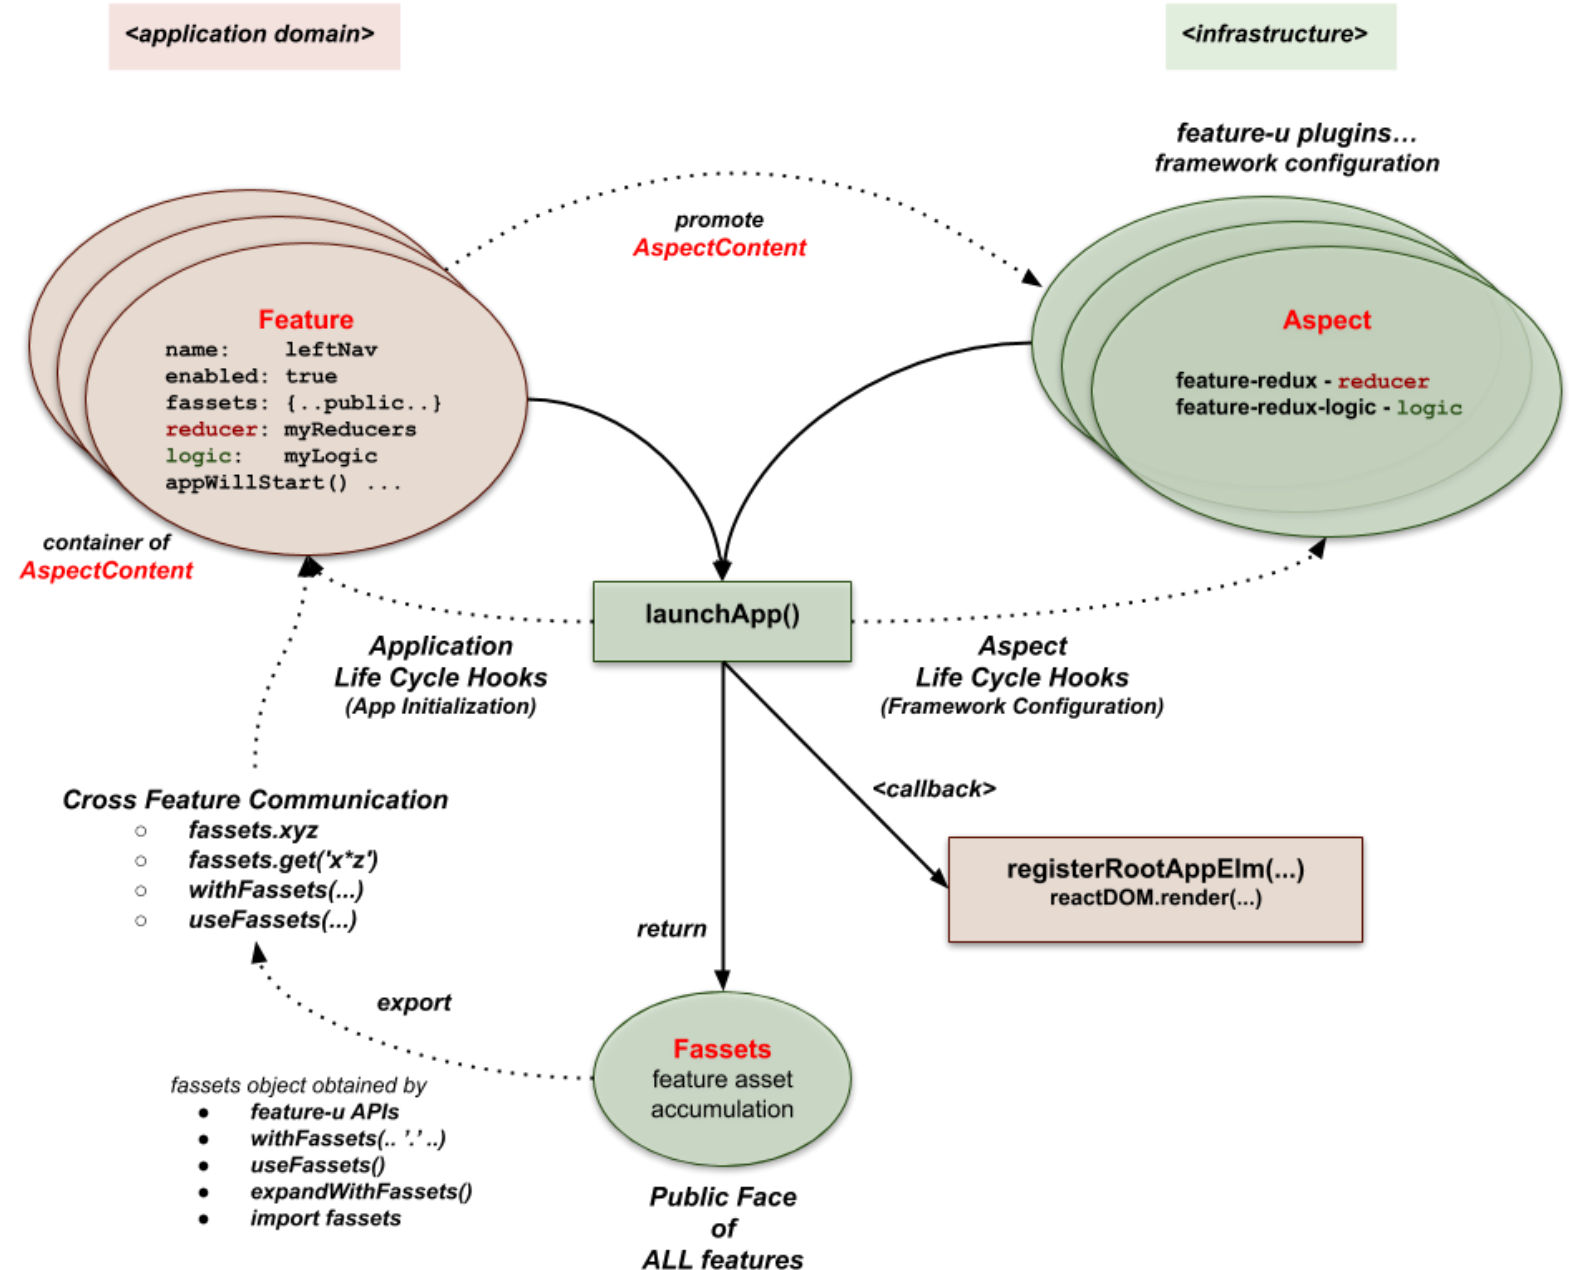 <application domain>
<infrastructure>
feature-u plugins...
framework configuration
promote
AspectContent
Feature
name: leftNav
enabled: true
fassets: {..public..}
reducer: myReducers
logic: myLogic
appWillStart() ...
Aspect
feature-redux - reducer
feature-redux-logic - logic
container of
AspectContent
launchApp()
Application
Life Cycle Hooks
(App Initialization)
Aspect
Life Cycle Hooks
(Framework Configuration)
Cross Feature Communication
○ fassets.xyz
○ fassets.get('x*z')
○ withFassets(...)
○ useFassets(...)
<callback>
registerRootAppElm(...)
reactDOM.render(...)
return
export
Fassets
feature asset
accumulation
fassets object obtained by
● feature-u APIs
● withFassets(.. '.' ..)
● useFassets()
● expandWithFassets()
● import fassets
Public Face
of
ALL features